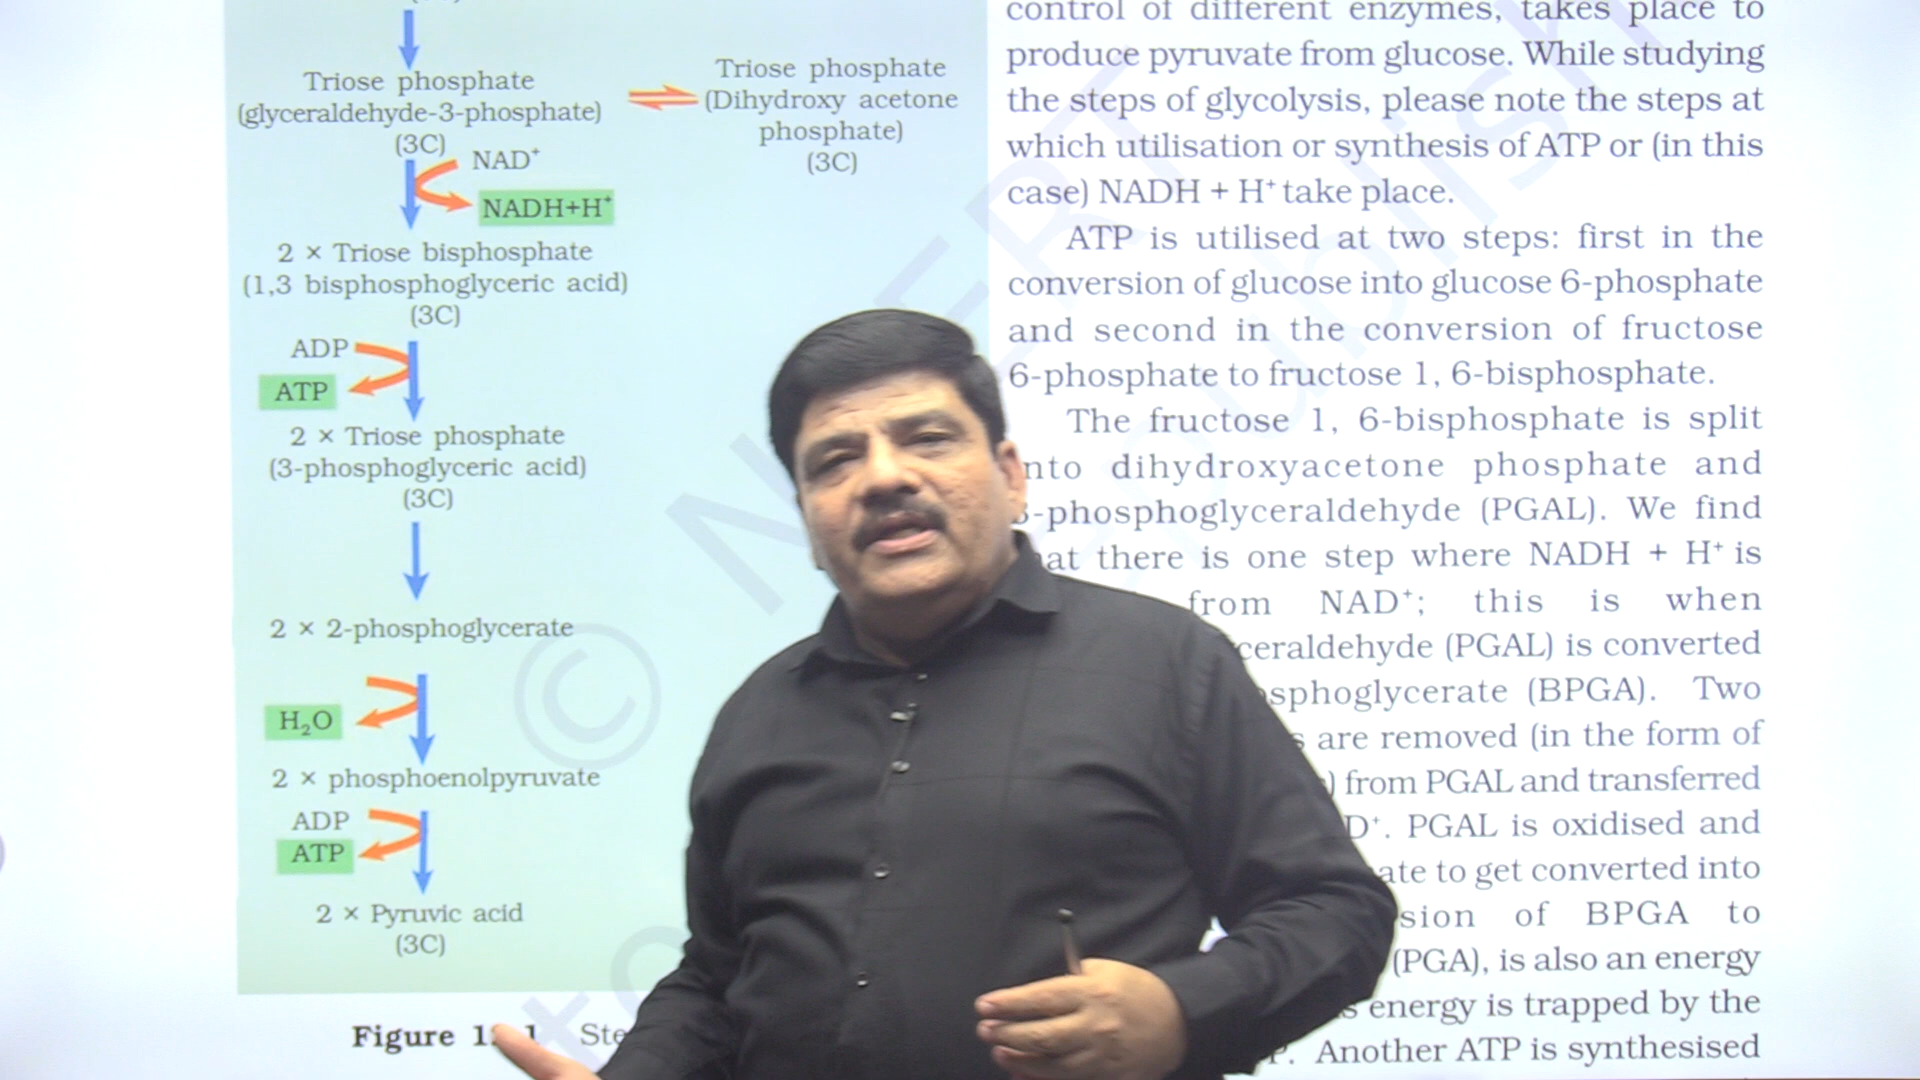 Triose phosphate
(glyceraldehyde-3-phosphate)
(3C)
Triose phosphate
(Dihydroxy acetone
phosphate)
(3C)
NAD⁺
NADH+H⁺
2 × Triose bisphosphate
(1,3 bisphosphoglyceric acid)
(3C)
ADP
ATP
2 × Triose phosphate
(3-phosphoglyceric acid)
(3C)
2 × 2-phosphoglycerate
H₂O
2 × phosphoenolpyruvate
ADP
ATP
2 × Pyruvic acid
(3C)
Figure
control of different enzymes, takes place to
produce pyruvate from glucose. While studying
the steps of glycolysis, please note the steps at
which utilisation or synthesis of ATP or (in this
case) NADH + H⁺ take place.
ATP is utilised at two steps: first in the
conversion of glucose into glucose 6-phosphate
and second in the conversion of fructose
6-phosphate to fructose 1, 6-bisphosphate.
The fructose 1, 6-bisphosphate is split
nto dihydroxyacetone phosphate and
-phosphoglyceraldehyde (PGAL). We find
at there is one step where NADH + H⁺ is
from NAD⁺; this is when
ceraldehyde (PGAL) is converted
sphoglycerate (BPGA). Two
are removed (in the form of
) from PGAL and transferred
D⁺. PGAL is oxidised and
ate to get converted into
sion of BPGA to
(PGA), is also an energy
energy is trapped by the
P. Another ATP is synthesised
© NCERT